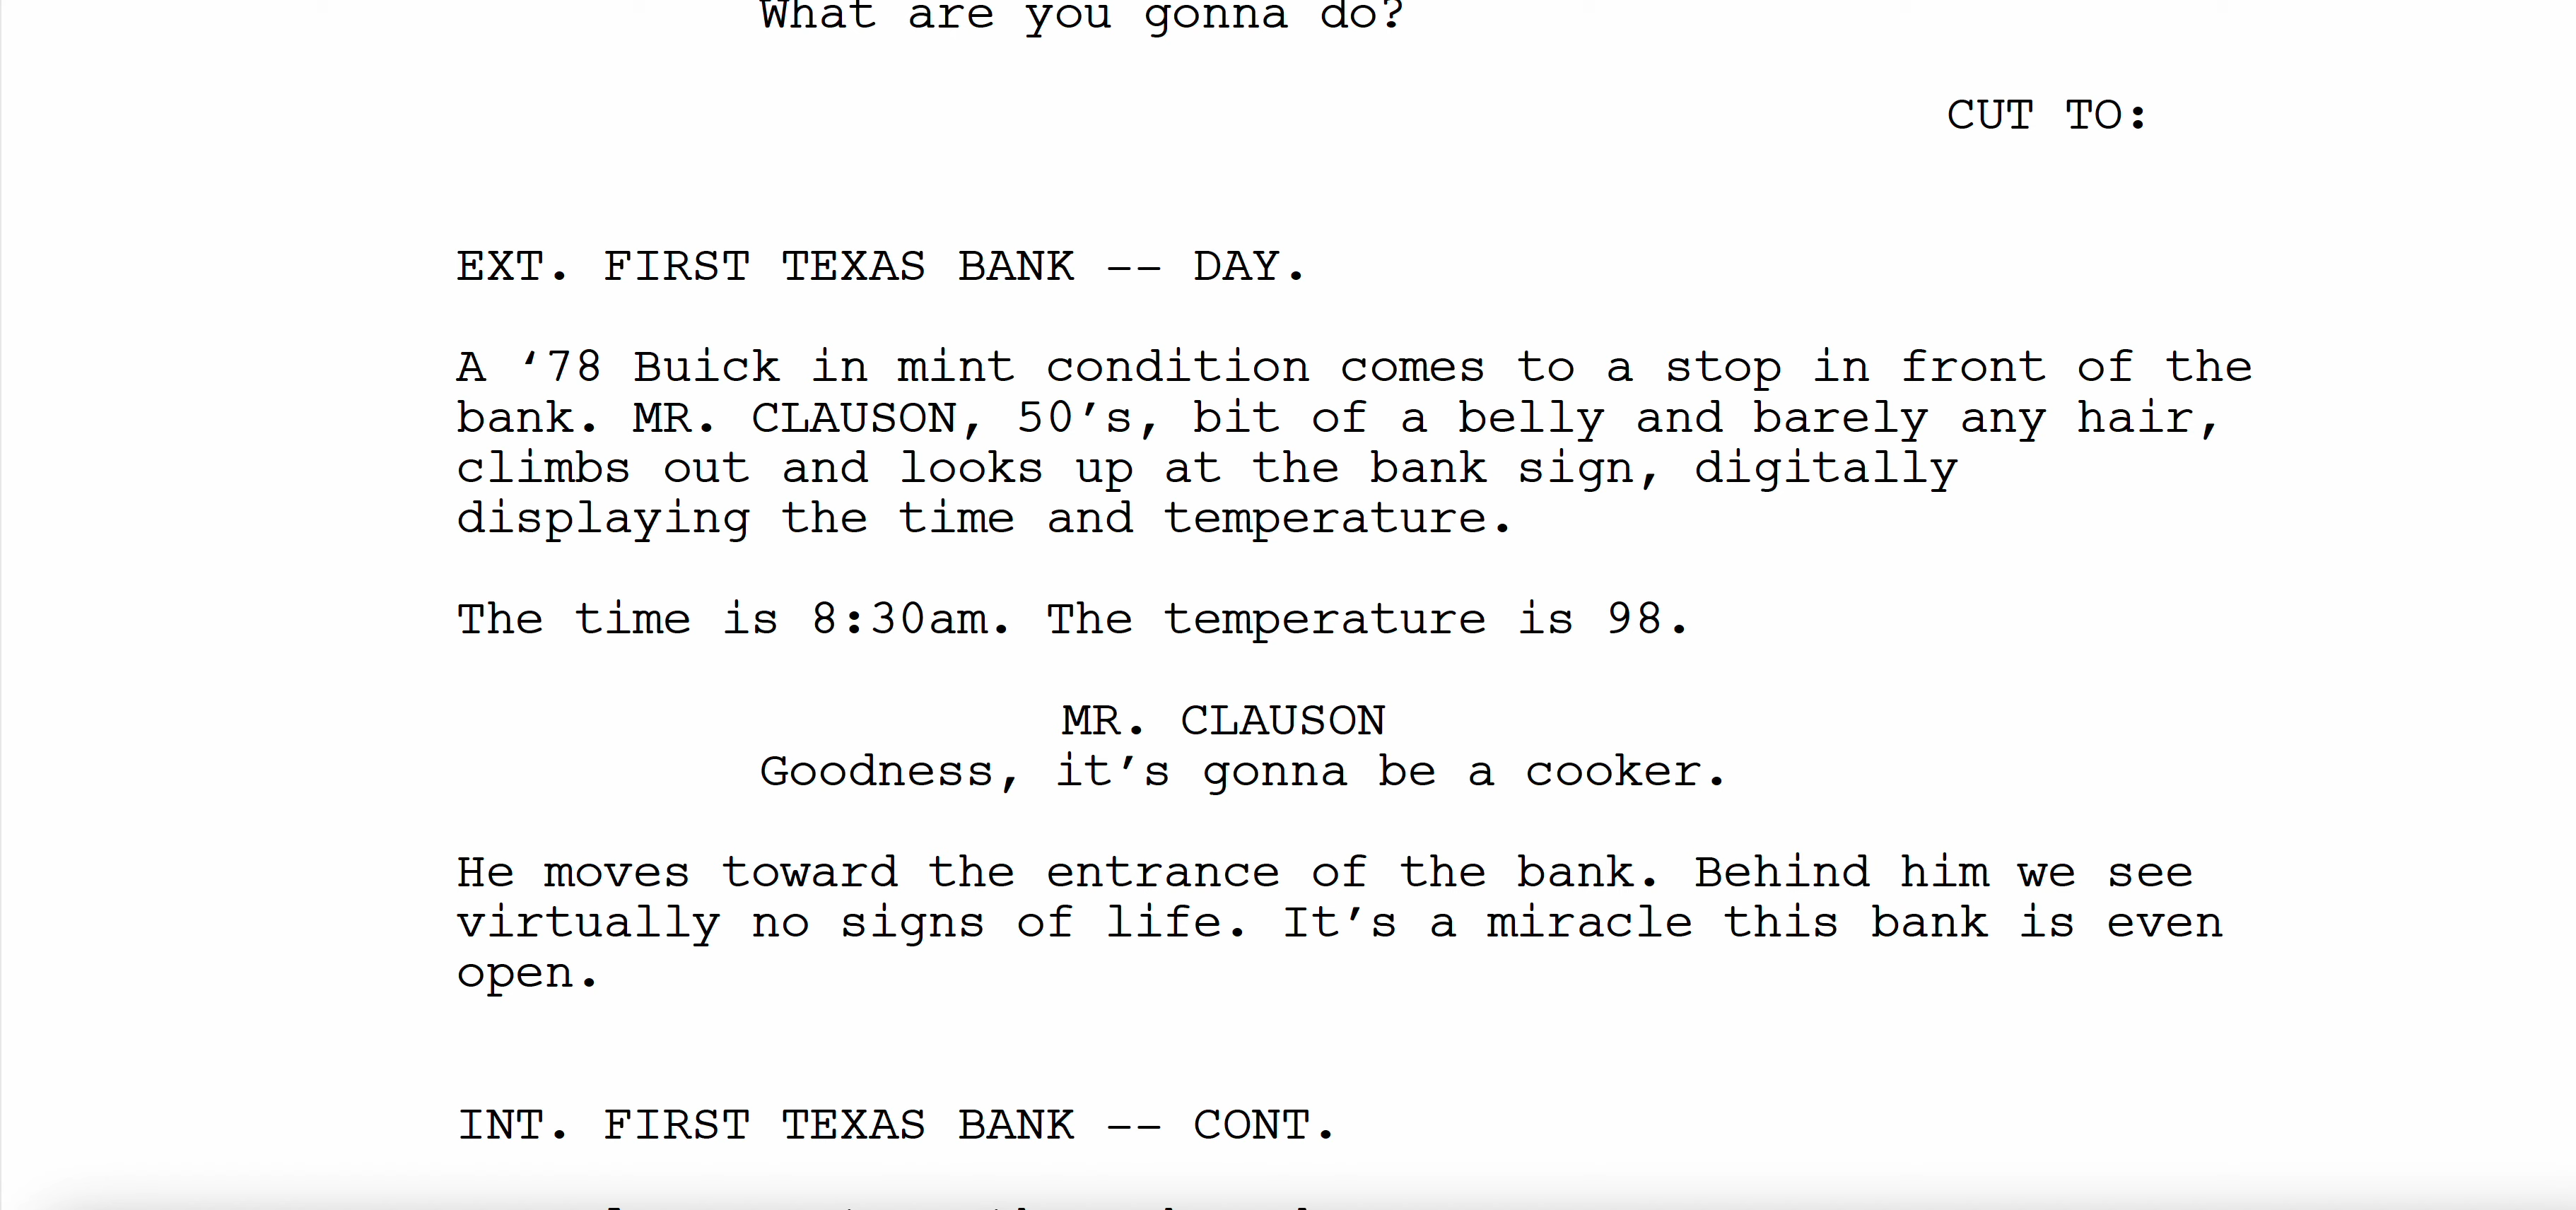 What are you gonna do?
CUT TO:
EXT. FIRST TEXAS BANK -- DAY.
A ‘78 Buick in mint condition comes to a stop in front of the
bank. MR. CLAUSON, 50’s, bit of a belly and barely any hair,
climbs out and looks up at the bank sign, digitally
displaying the time and temperature.
The time is 8:30am. The temperature is 98.
MR. CLAUSON
Goodness, it’s gonna be a cooker.
He moves toward the entrance of the bank. Behind him we see
virtually no signs of life. It’s a miracle this bank is even
open.
INT. FIRST TEXAS BANK -- CONT.